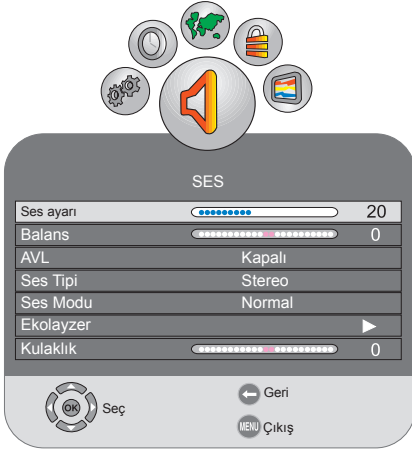 SES
Ses ayarı 20
Balans 0
AVL Kapalı
Ses Tipi Stereo
Ses Modu Normal
Ekolayzer
Kulaklık 0
OK Seç
Geri
MENU Çıkış